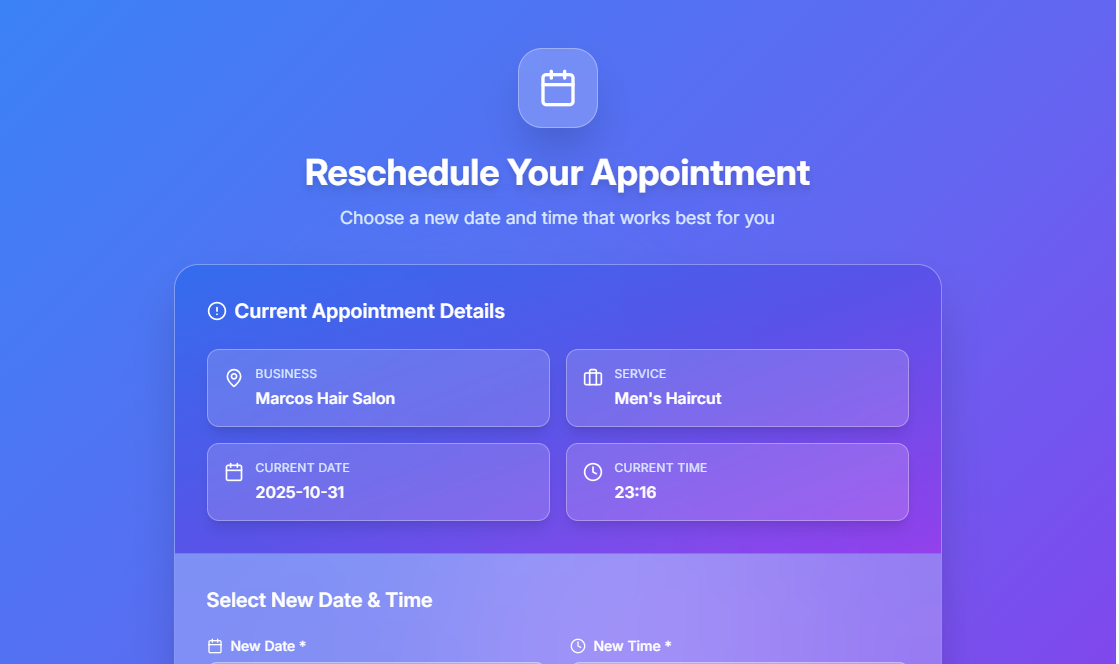 Reschedule Your Appointment
Choose a new date and time that works best for you
Current Appointment Details
BUSINESS
Marcos Hair Salon
SERVICE
Men's Haircut
CURRENT DATE
2025-10-31
CURRENT TIME
23:16
Select New Date & Time
New Date *
New Time *